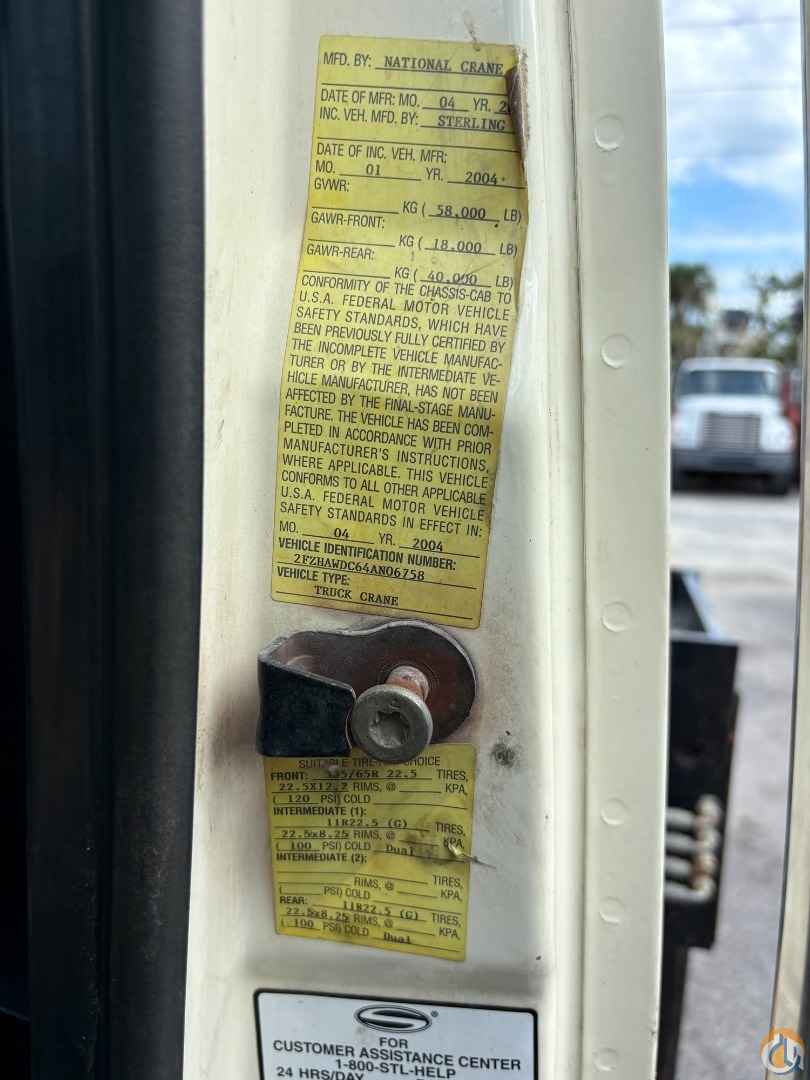 MFD. BY: NATIONAL CRANE
DATE OF MFR: MO. 04 YR. 2
INC. VEH. MFD. BY: STERLING
DATE OF INC. VEH. MFR:
MO. 01 YR. 2004
GVWR:
KG ( 58,000 LB)
GAWR-FRONT:
KG ( 18,000 LB)
GAWR-REAR:
KG ( 40,000 LB)
CONFORMITY OF THE CHASSIS-CAB TO
U.S.A. FEDERAL MOTOR VEHICLE
SAFETY STANDARDS, WHICH HAVE
BEEN PREVIOUSLY FULLY CERTIFIED BY
THE INCOMPLETE VEHICLE MANUFAC-
TURER OR BY THE INTERMEDIATE VE-
HICLE MANUFACTURER, HAS NOT BEEN
AFFECTED BY THE FINAL-STAGE MANU-
FACTURE. THE VEHICLE HAS BEEN COM-
PLETED IN ACCORDANCE WITH PRIOR
MANUFACTURER'S INSTRUCTIONS,
WHERE APPLICABLE. THIS VEHICLE
CONFORMS TO ALL OTHER APPLICABLE
U.S.A. FEDERAL MOTOR VEHICLE
SAFETY STANDARDS IN EFFECT IN:
MO. 04 YR. 2004
VEHICLE IDENTIFICATION NUMBER:
2FZHAWDC64AN06758
VEHICLE TYPE:
TRUCK CRANE
SUITABLE CHOICE
FRONT: /65R 22.5 TIRES,
22.5X12.2 RIMS, @ KPA,
( 120 PSI) COLD
INTERMEDIATE (1):
11R22.5 (G) TIRES,
22.5x8.25 RIMS, @ KPA,
( 100 PSI) COLD Dual
INTERMEDIATE (2):
TIRES,
RIMS, @ KPA,
( PSI) COLD
REAR: 11R22.5 (G) TIRES,
22.5x8.25 RIMS, @ KPA,
( 100 PSI) COLD Dual
FOR
CUSTOMER ASSISTANCE CENTER
1-800-STL-HELP
24 HRS/DAY